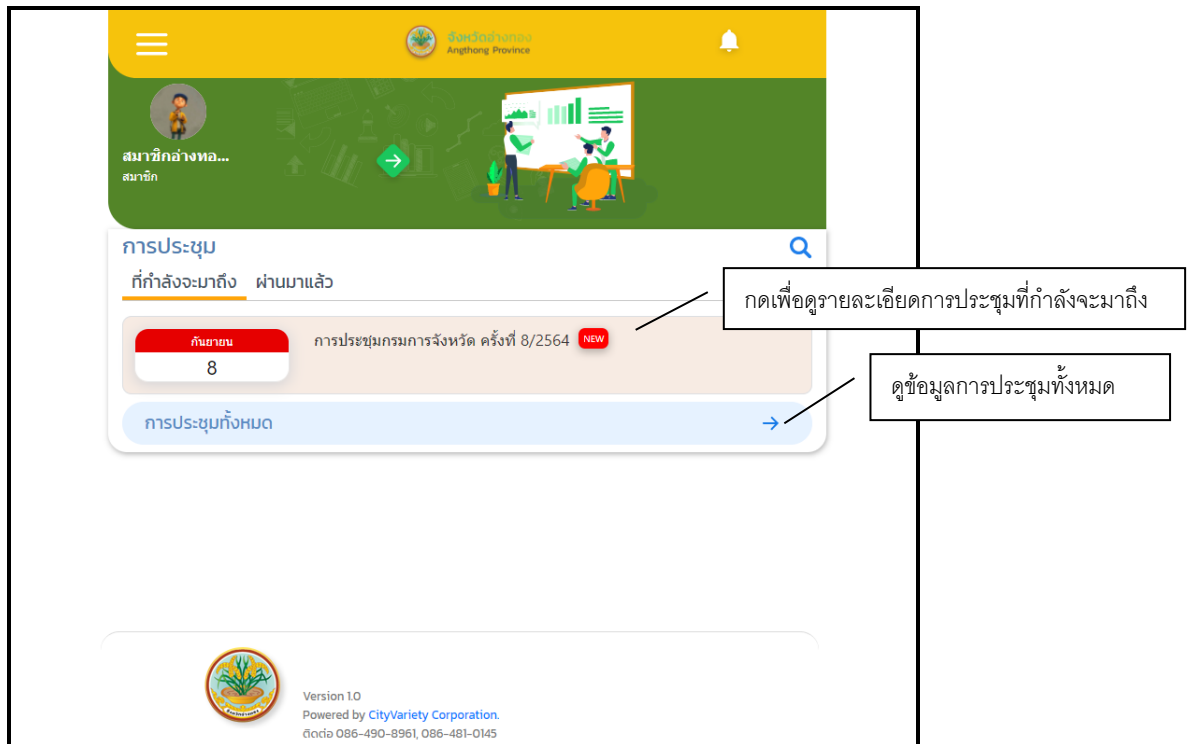 จังหวัดอ่างทอง
Angthong Province
สมาชิกอ่างทอ...
สมาชิก
การประชุม
ที่กำลังจะมาถึง ผ่านมาแล้ว
กดเพื่อดูรายละเอียดการประชุมที่กำลังจะมาถึง
กันยายน
8
การประชุมกรมการจังหวัด ครั้งที่ 8/2564 NEW
ดูข้อมูลการประชุมทั้งหมด
การประชุมทั้งหมด
Version 1.0
Powered by CityVariety Corporation.
ติดต่อ 086-490-8961, 086-481-0145